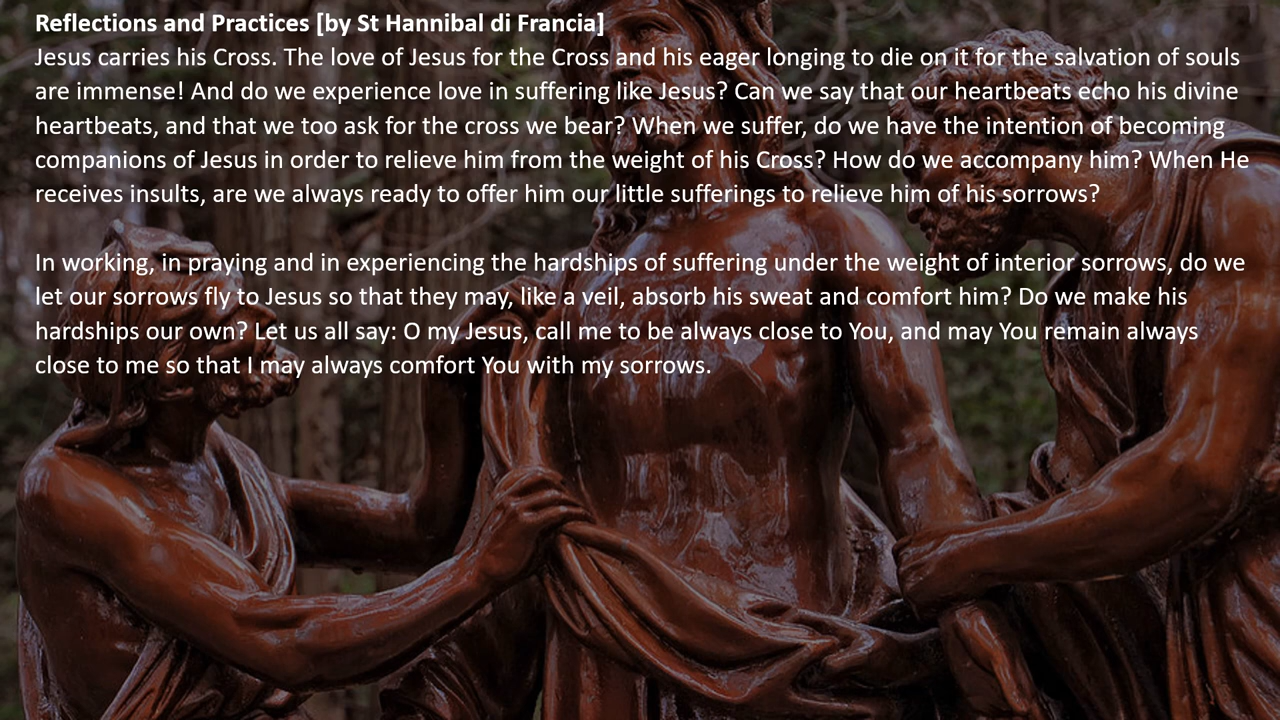 Reflections and Practices [by St Hannibal di Francia]
Jesus carries his Cross. The love of Jesus for the Cross and his eager longing to die on it for the salvation of souls
are immense! And do we experience love in suffering like Jesus? Can we say that our heartbeats echo his divine
heartbeats, and that we too ask for the cross we bear? When we suffer, do we have the intention of becoming
companions of Jesus in order to relieve him from the weight of his Cross? How do we accompany him? When He
receives insults, are we always ready to offer him our little sufferings to relieve him of his sorrows?
In working, in praying and in experiencing the hardships of suffering under the weight of interior sorrows, do we
let our sorrows fly to Jesus so that they may, like a veil, absorb his sweat and comfort him? Do we make his
hardships our own? Let us all say: O my Jesus, call me to be always close to You, and may You remain always
close to me so that I may always comfort You with my sorrows.